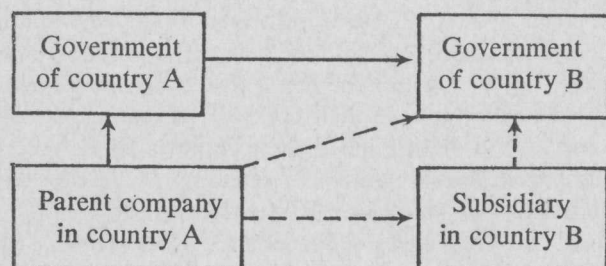 Government
of country A
Government
of country B
Parent company
in country A
Subsidiary
in country B